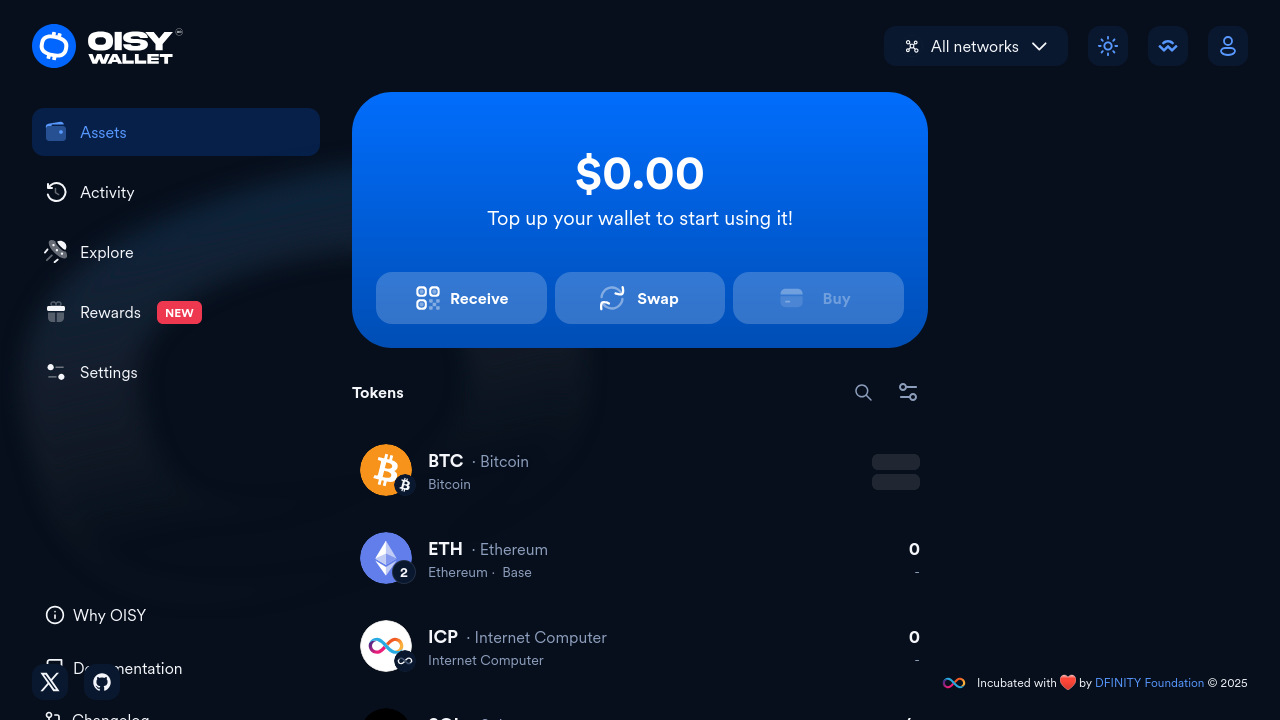 OISY
WALLET
All networks
Assets
Activity
Explore
Rewards NEW
Settings
$0.00
Top up your wallet to start using it!
Receive
Swap
Buy
Tokens
BTC · Bitcoin
Bitcoin
ETH · Ethereum
0
2
Ethereum · Base
-
ICP · Internet Computer
0
Internet Computer
-
Why OISY
Documentation
Changelog
Incubated with ❤️ by DFINITY Foundation © 2025